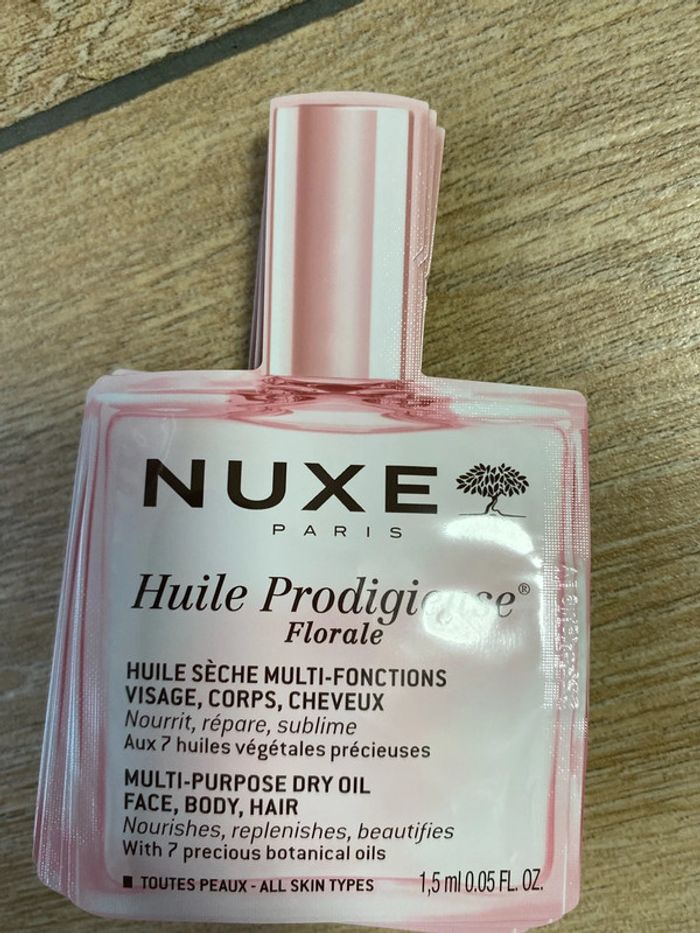 NUXE
PARIS
Huile Prodigieuse®
Florale
HUILE SÈCHE MULTI-FONCTIONS
VISAGE, CORPS, CHEVEUX
Nourrit, répare, sublime
Aux 7 huiles végétales précieuses
MULTI-PURPOSE DRY OIL
FACE, BODY, HAIR
Nourishes, replenishes, beautifies
With 7 precious botanical oils
■ TOUTES PEAUX - ALL SKIN TYPES 1,5 ml 0.05 FL. OZ.